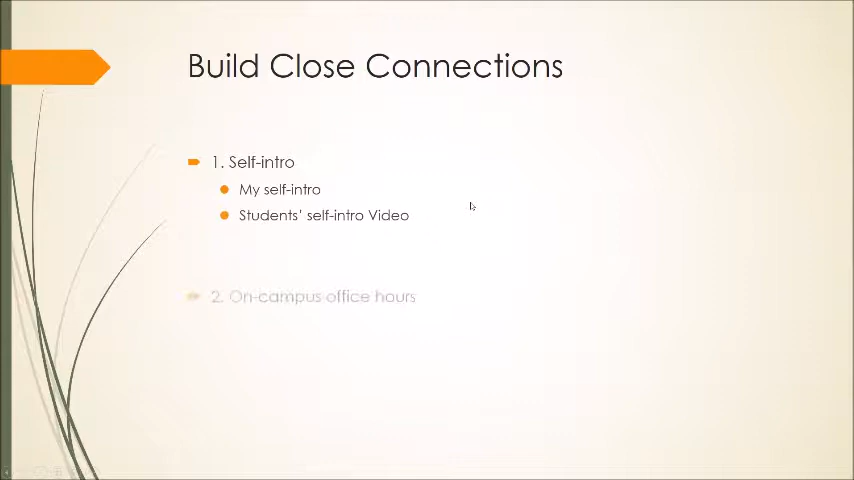 Build Close Connections
1. Self-intro
My self-intro
Students' self-intro Video
2. On-campus office hours